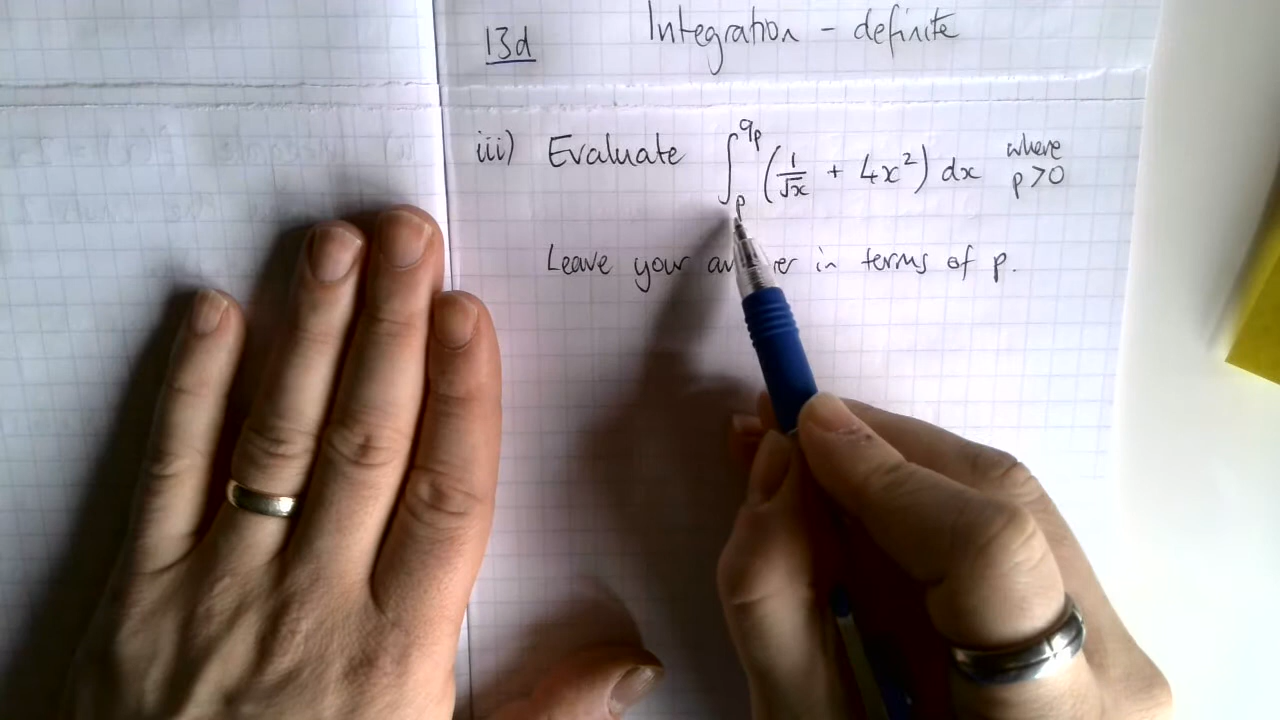 13d Integration - definite
iii) Evaluate ∫_p^{9p} (1/√x + 4x²) dx where p>0
Leave your in terms of p.